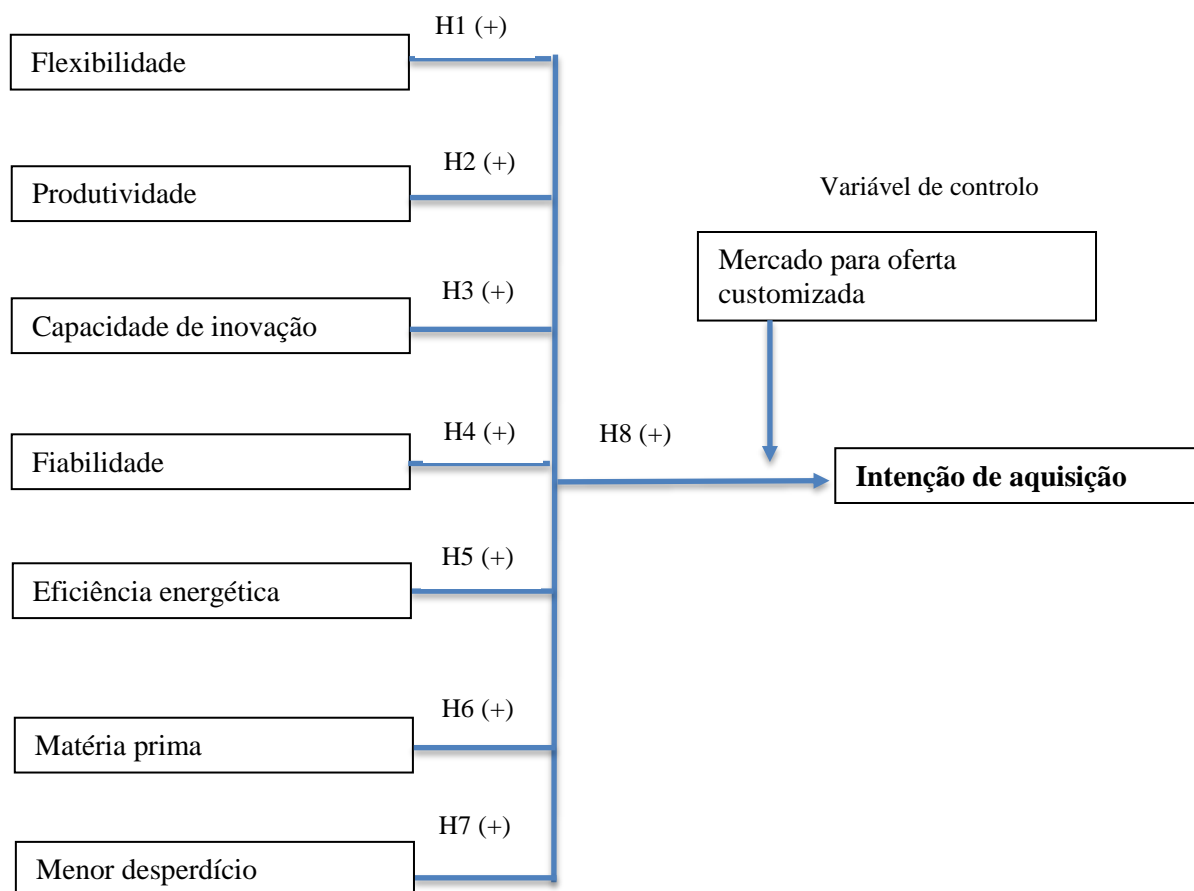 H1 (+)
Flexibilidade
H2 (+)
Produtividade
Variável de controlo
Mercado para oferta
customizada
H3 (+)
Capacidade de inovação
H4 (+)
Fiabilidade
H8 (+)
Intenção de aquisição
H5 (+)
Eficiência energética
H6 (+)
Matéria prima
H7 (+)
Menor desperdício